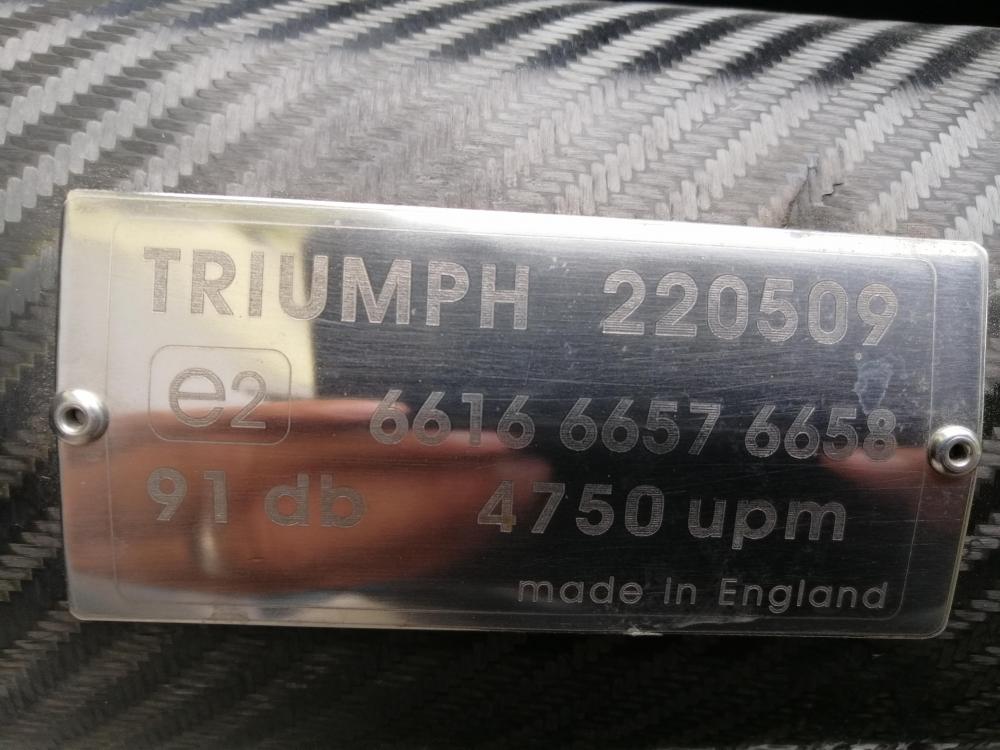 TRIUMPH 220509
e2 6616 6657 6658
91 db 4750 upm
made in England